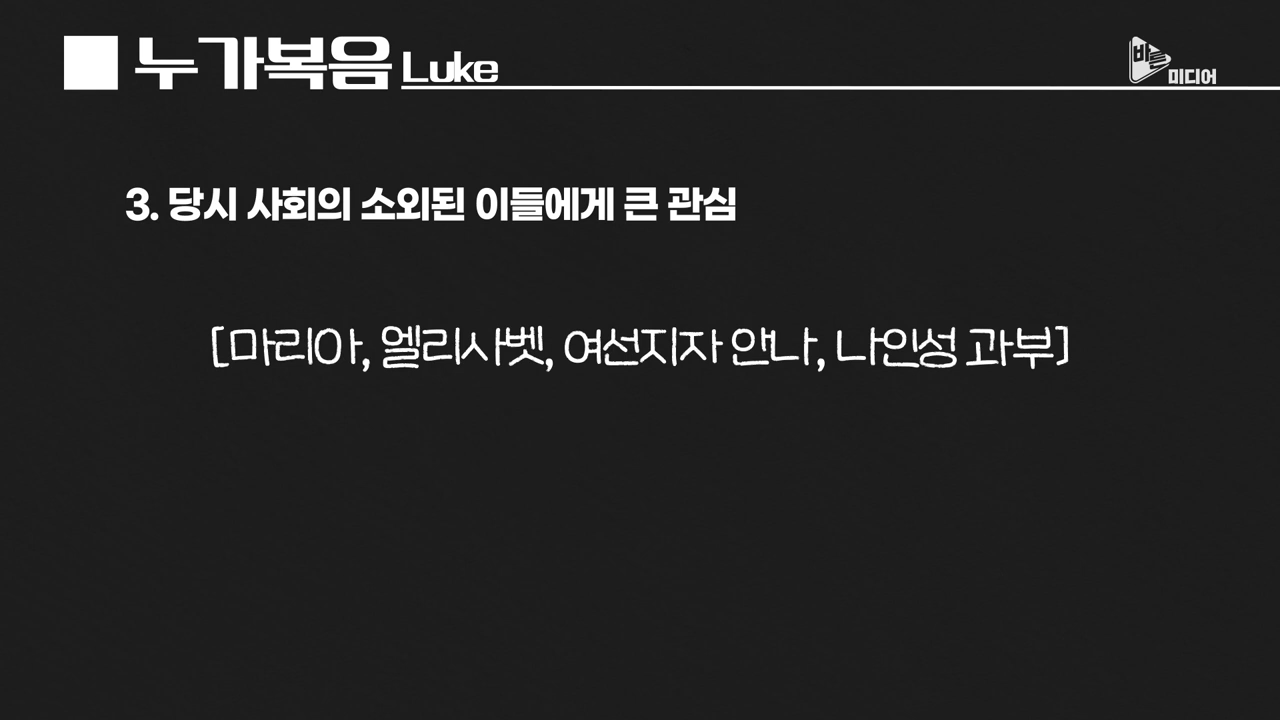 누가복음 Luke
바른
미디어
3. 당시 사회의 소외된 이들에게 큰 관심
[마리아, 엘리사벳, 여선지자 안나, 나인성 과부]